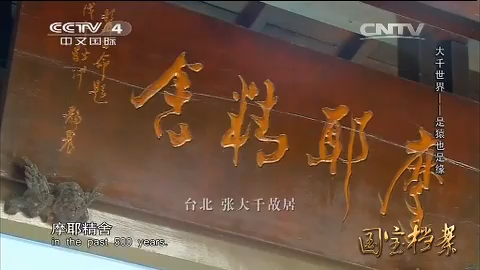 CCTV 4
中文国际
CNTV
大千世界——是猿也是缘
摩耶精舍
台北 张大千故居
摩耶精舍
in the past 500 years.
国宝档案